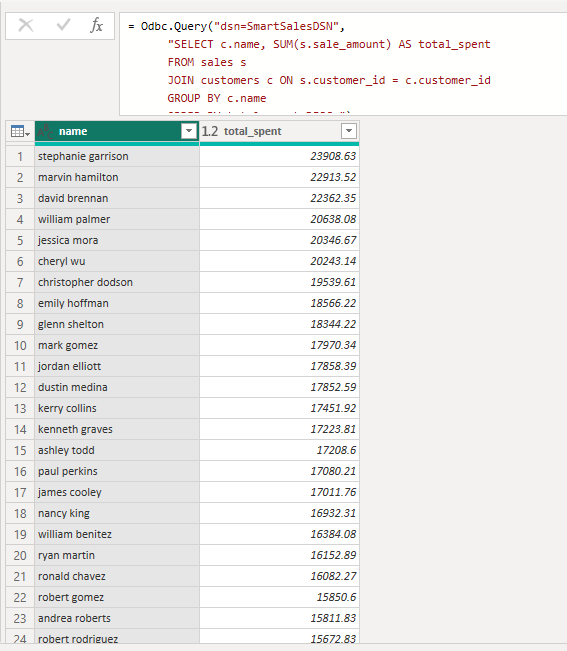 fx
= Odbc.Query("dsn=SmartSalesDSN",
"SELECT c.name, SUM(s.sale_amount) AS total_spent
FROM sales s
JOIN customers c ON s.customer_id = c.customer_id
GROUP BY c.name
name 1.2 total_spent
1 stephanie garrison 23908.63
2 marvin hamilton 22913.52
3 david brennan 22362.35
4 william palmer 20638.08
5 jessica mora 20346.67
6 cheryl wu 20243.14
7 christopher dodson 19539.61
8 emily hoffman 18566.22
9 glenn shelton 18344.22
10 mark gomez 17970.34
11 jordan elliott 17858.39
12 dustin medina 17852.59
13 kerry collins 17451.92
14 kenneth graves 17223.81
15 ashley todd 17208.6
16 paul perkins 17080.21
17 james cooley 17011.76
18 nancy king 16932.31
19 william benitez 16384.08
20 ryan martin 16152.89
21 ronald chavez 16082.27
22 robert gomez 15850.6
23 andrea roberts 15811.83
24 robert rodriguez 15672.83